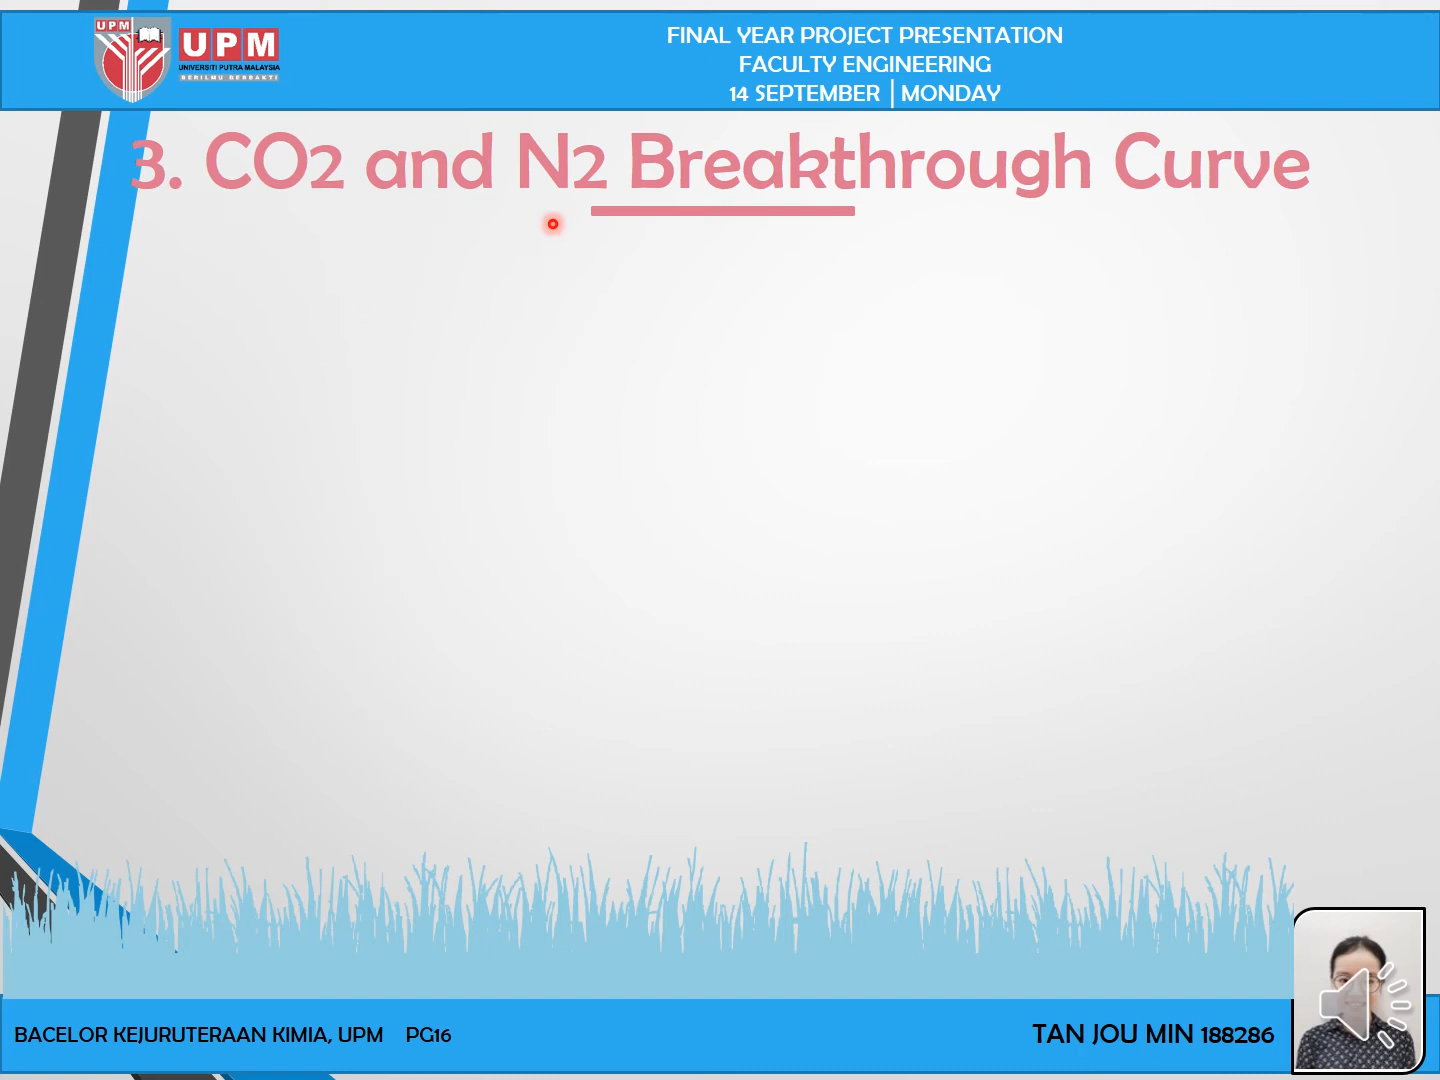 UPM
UPM
UNIVERSITI PUTRA MALAYSIA
BERILMU BERBAKTI
FINAL YEAR PROJECT PRESENTATION
FACULTY ENGINEERING
14 SEPTEMBER | MONDAY
3. CO2 and N2 Breakthrough Curve
BACELOR KEJURUTERAAN KIMIA, UPM PG16
TAN JOU MIN 188286